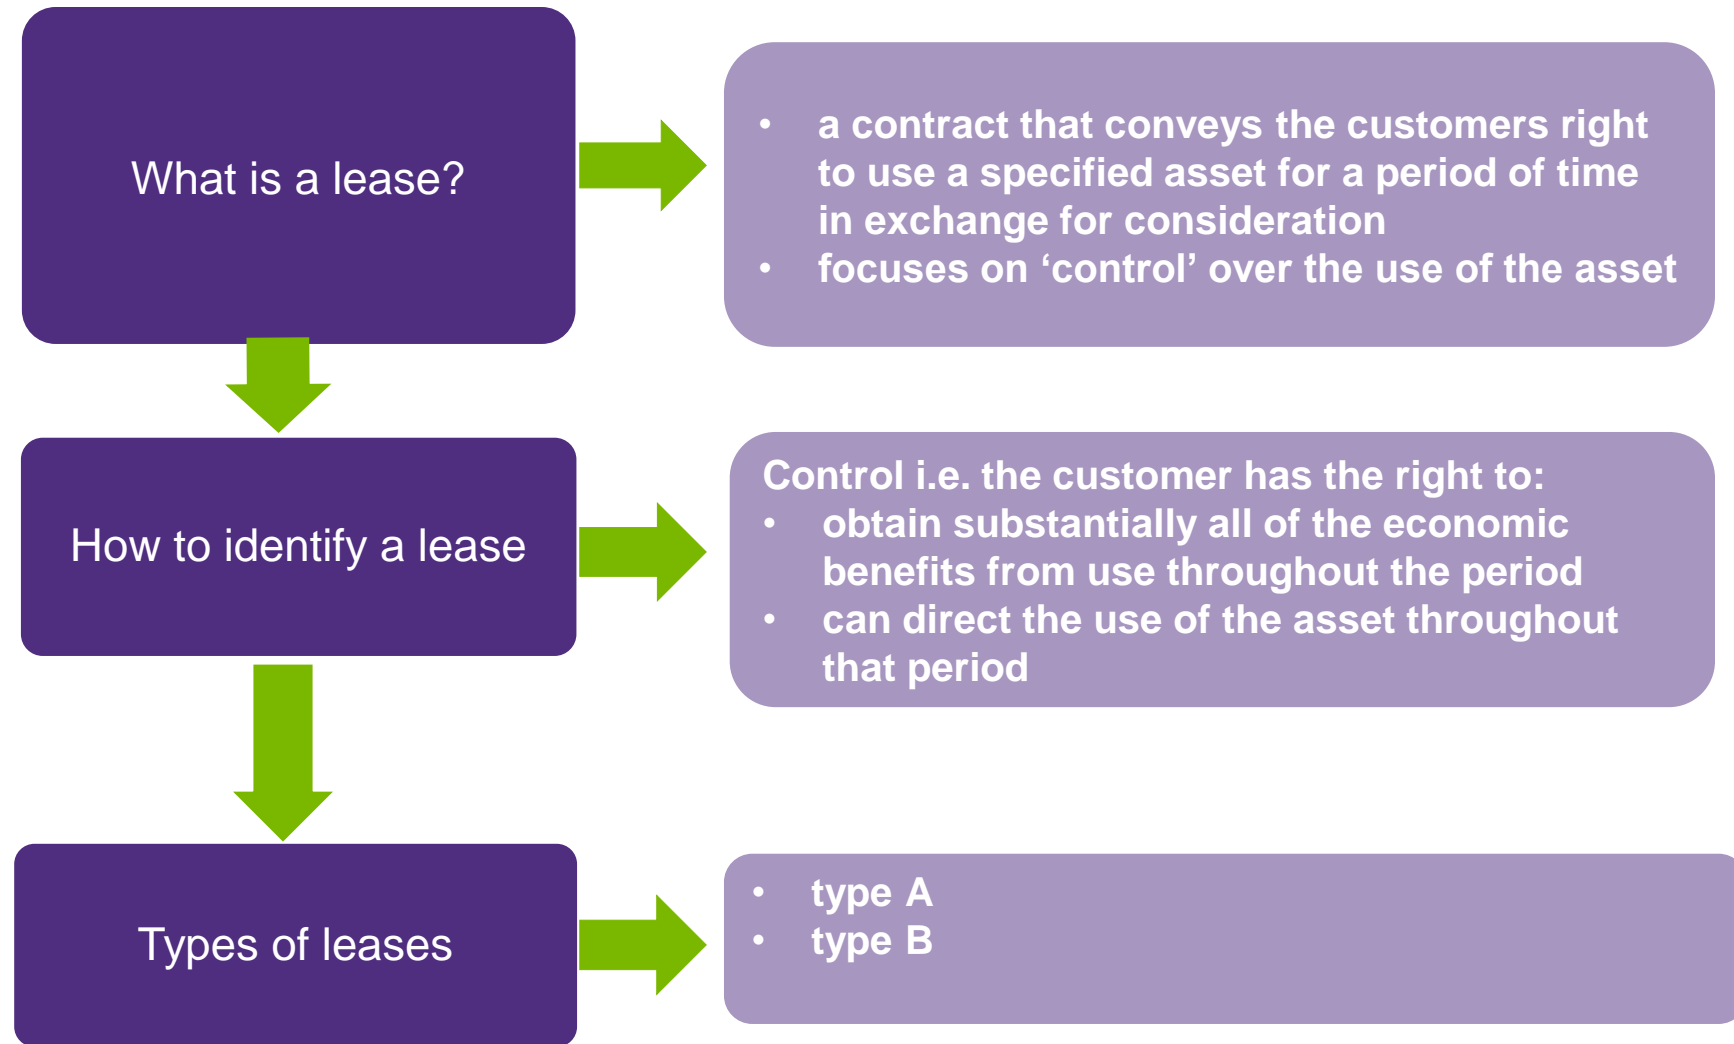 What is a lease?
• a contract that conveys the customers right
to use a specified asset for a period of time
in exchange for consideration
• focuses on ‘control’ over the use of the asset
How to identify a lease
Control i.e. the customer has the right to:
• obtain substantially all of the economic
benefits from use throughout the period
• can direct the use of the asset throughout
that period
Types of leases
• type A
• type B